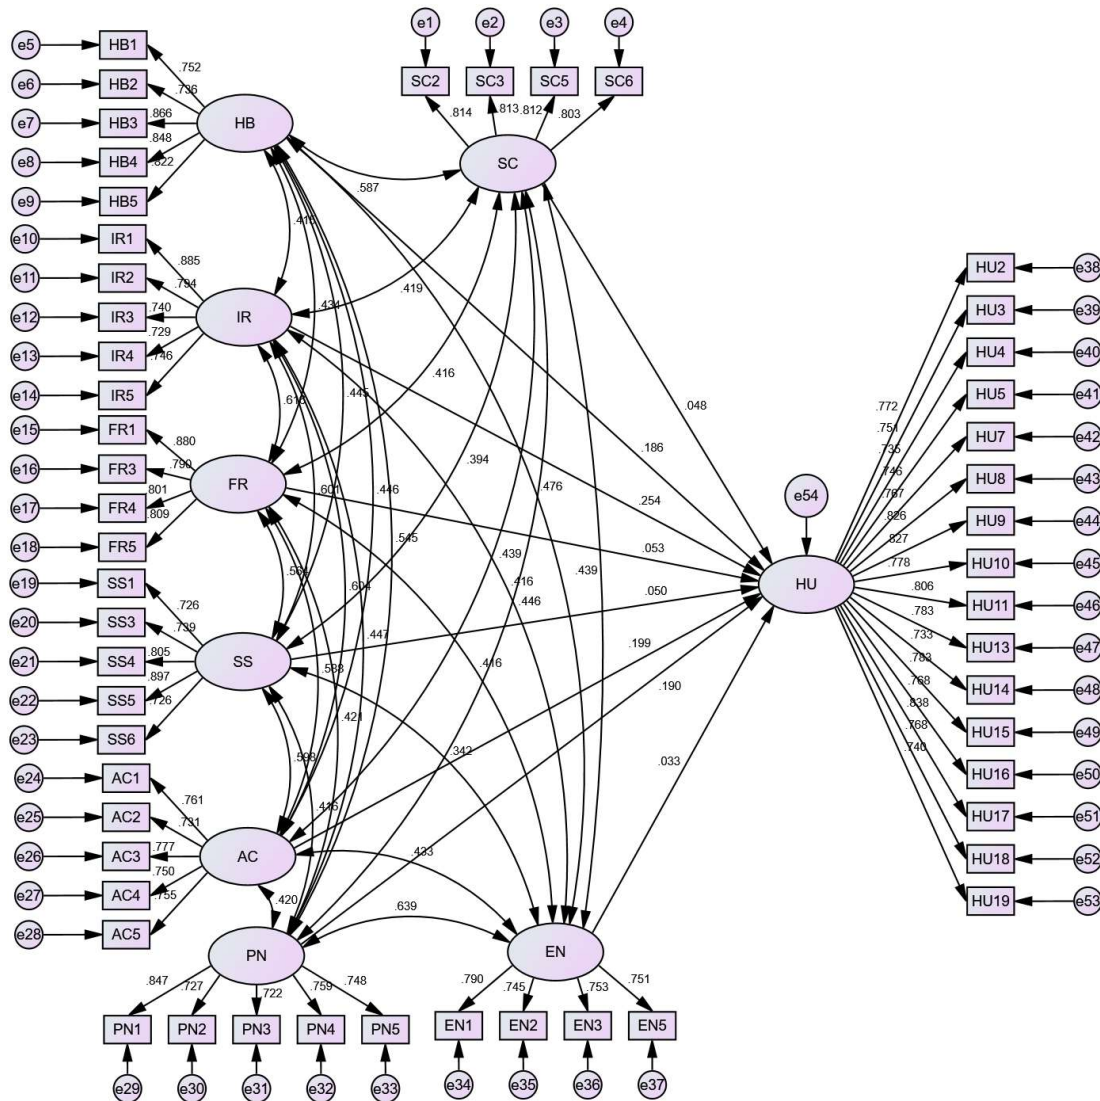 e1 e2 e3 e4
SC2 SC3 SC5 SC6
.814 .813 .812 .803
SC
e5 HB1
e6 HB2
e7 HB3
e8 HB4
e9 HB5
.752
.736
.866
.848
.822
HB
e10 IR1
e11 IR2
e12 IR3
e13 IR4
e14 IR5
.885
.794
.740
.729
.746
IR
e15 FR1
e16 FR3
e17 FR4
e18 FR5
.880
.790
.801
.809
FR
e19 SS1
e20 SS3
e21 SS4
e22 SS5
e23 SS6
.726
.739
.805
.897
.726
SS
e24 AC1
e25 AC2
e26 AC3
e27 AC4
e28 AC5
.761
.731
.777
.750
.755
AC
PN
.847 .727 .722 .759 .748
PN1 PN2 PN3 PN4 PN5
e29 e30 e31 e32 e33
EN
.790 .745 .753 .751
EN1 EN2 EN3 EN5
e34 e35 e36 e37
.587
.415
.434
.419
.416
.445
.394
.446
.476
.601
.545
.439
.416
.446
.439
.604
.447
.416
.588
.421
.342
.598
.416
.433
.420
.639
.048
.186
.254
.053
.050
.199
.190
.033
e54
HU
.772
.751
.735
.746
.767
.826
.827
.778
.806
.783
.733
.783
.768
.838
.768
.740
HU2 e38
HU3 e39
HU4 e40
HU5 e41
HU7 e42
HU8 e43
HU9 e44
HU10 e45
HU11 e46
HU13 e47
HU14 e48
HU15 e49
HU16 e50
HU17 e51
HU18 e52
HU19 e53